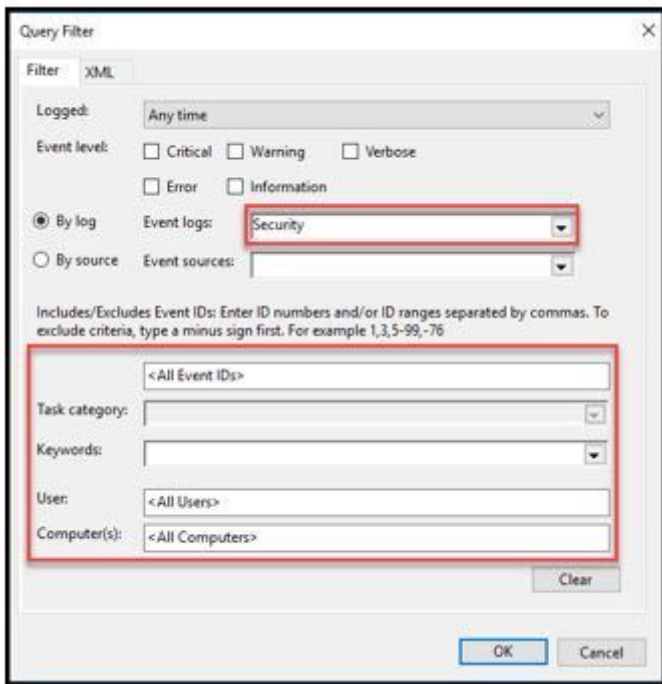 Query Filter
Filter XML
Logged: Any time
Event level: Critical Warning Verbose
Error Information
By log Event logs: Security
By source Event sources:
Includes/Excludes Event IDs: Enter ID numbers and/or ID ranges separated by commas. To
exclude criteria, type a minus sign first. For example 1,3,5-99,-76
<All Event IDs>
Task category:
Keywords:
User: <All Users>
Computer(s): <All Computers>
Clear
OK Cancel